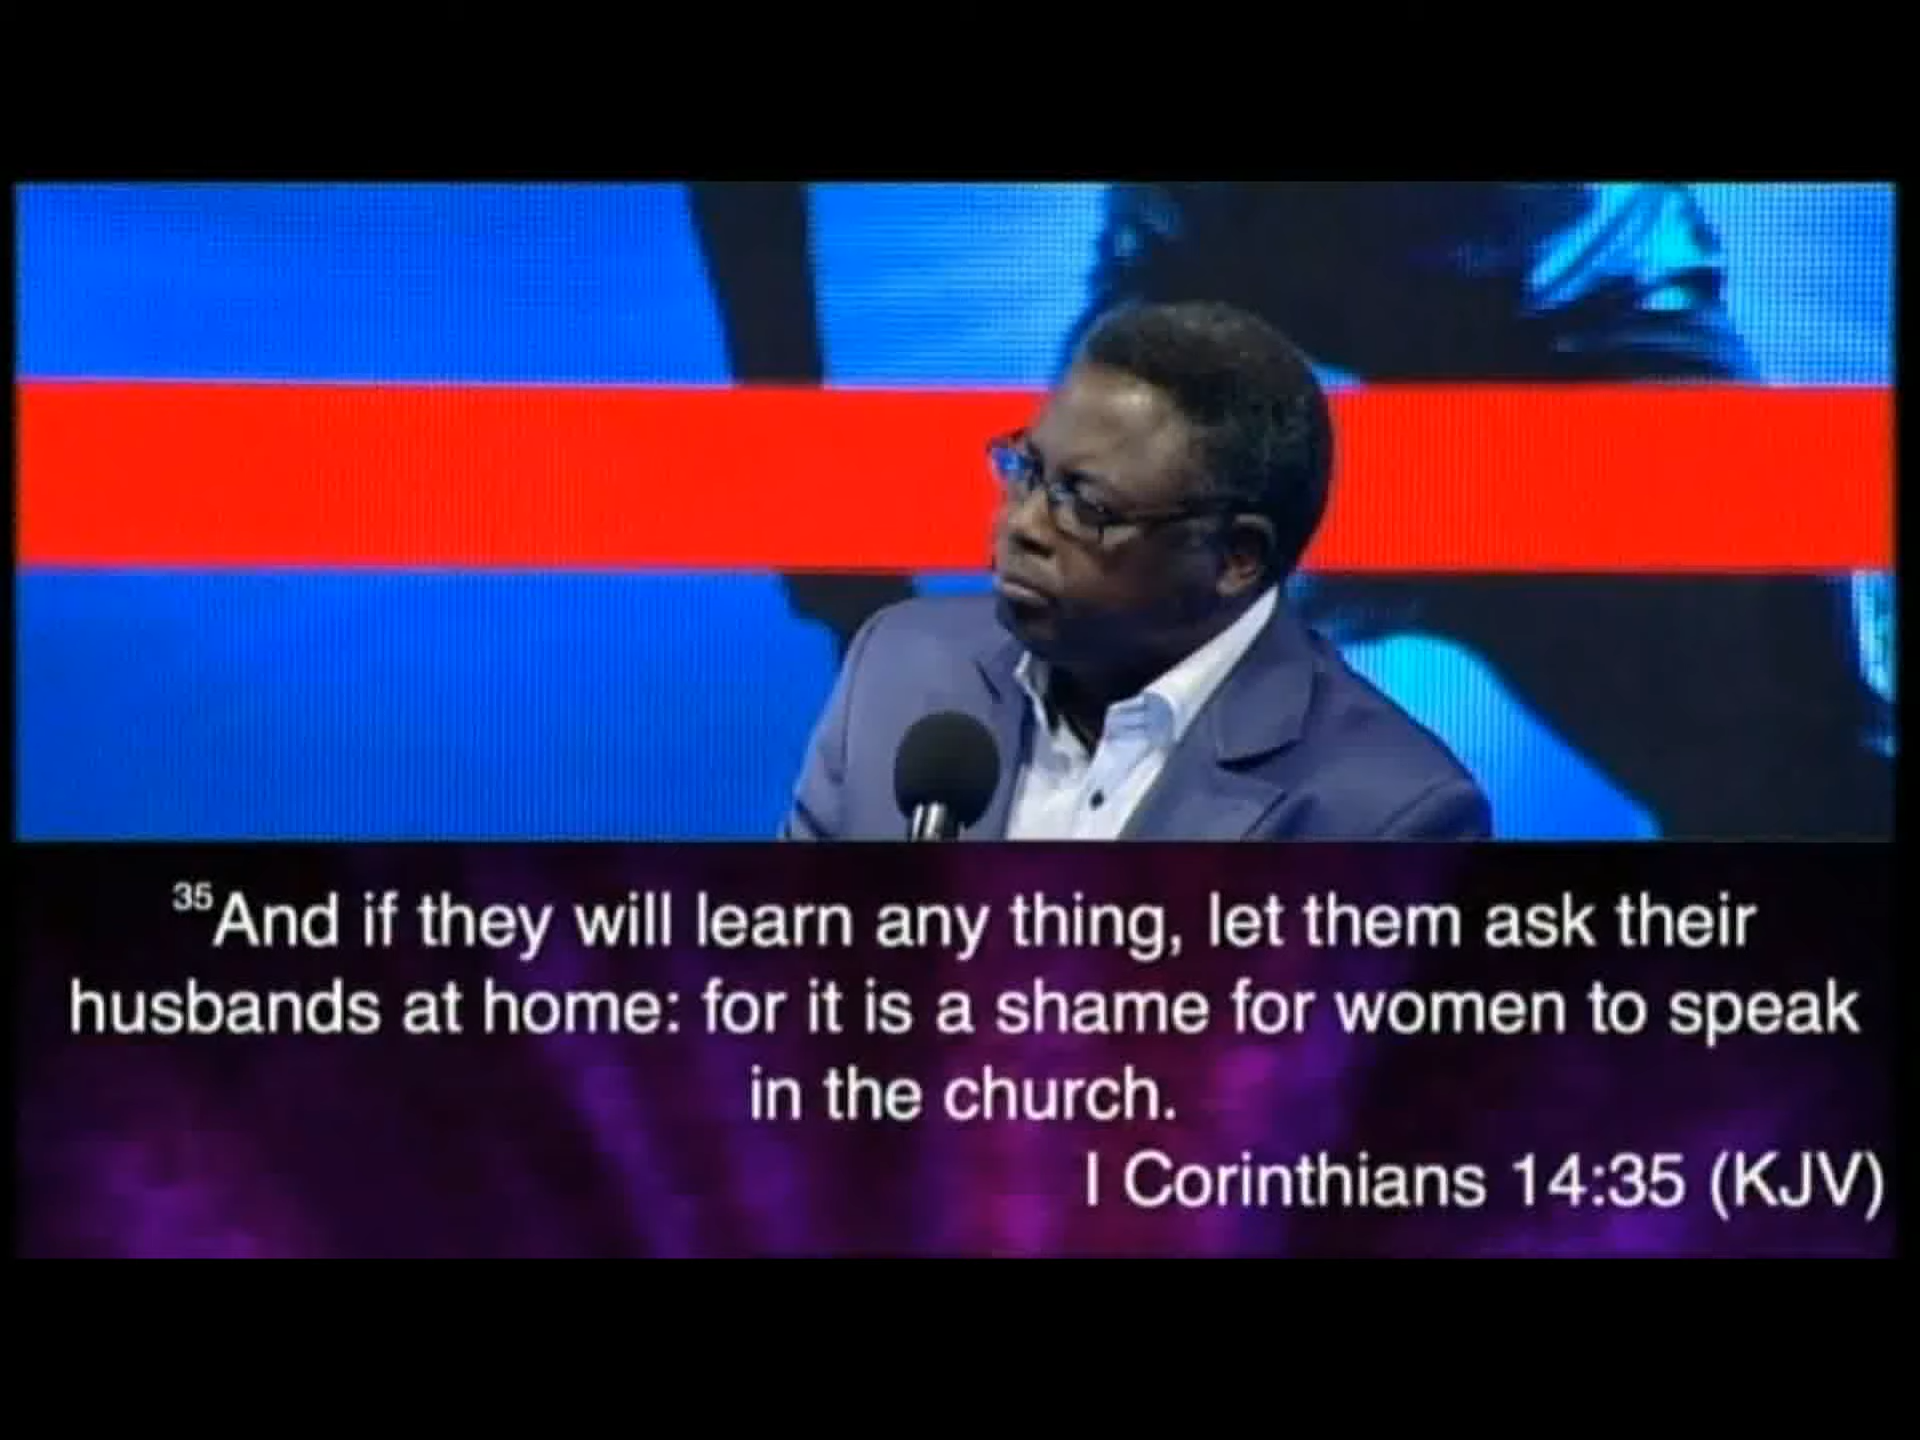 35And if they will learn any thing, let them ask their
husbands at home: for it is a shame for women to speak
in the church.
I Corinthians 14:35 (KJV)